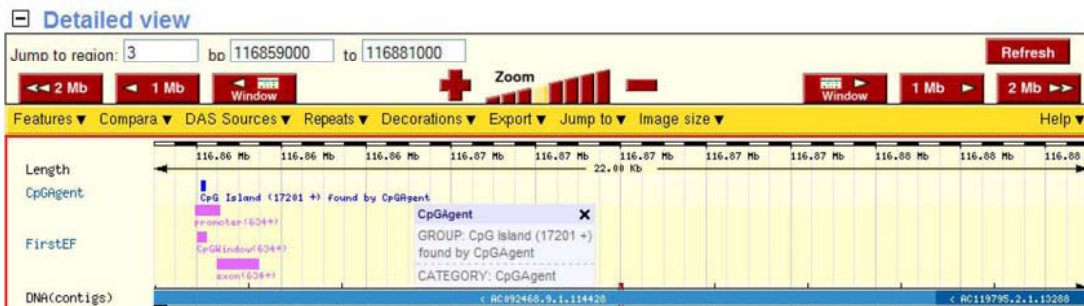 Detailed view
Jump to region: 3 bp 116859000 to 116881000 Refresh
<< 2 Mb < 1 Mb Window Zoom Window 1 Mb > 2 Mb >>
Features ▼ Compara ▼ DAS Sources ▼ Repeats ▼ Decorations ▼ Export ▼ Jump to ▼ Image size ▼ Help ▼
116.86 Mb 116.86 Mb 116.86 Mb 116.87 Mb 116.87 Mb 116.87 Mb 116.87 Mb 116.87 Mb 116.88 Mb 116.88 Mb 116.88
Length 22.00 Kb
CpGAgent
CpG Island (17201 +) found by CpGAgent
promoter(634+)
CpGAgent X
FirstEF
GROUP: CpG Island (17201 +)
CpGWindow(634+)
found by CpGAgent
exon(634+)
CATEGORY: CpGAgent
DNA(contigs) < AC092468.9.1.114428 < AC119795.2.1.13288